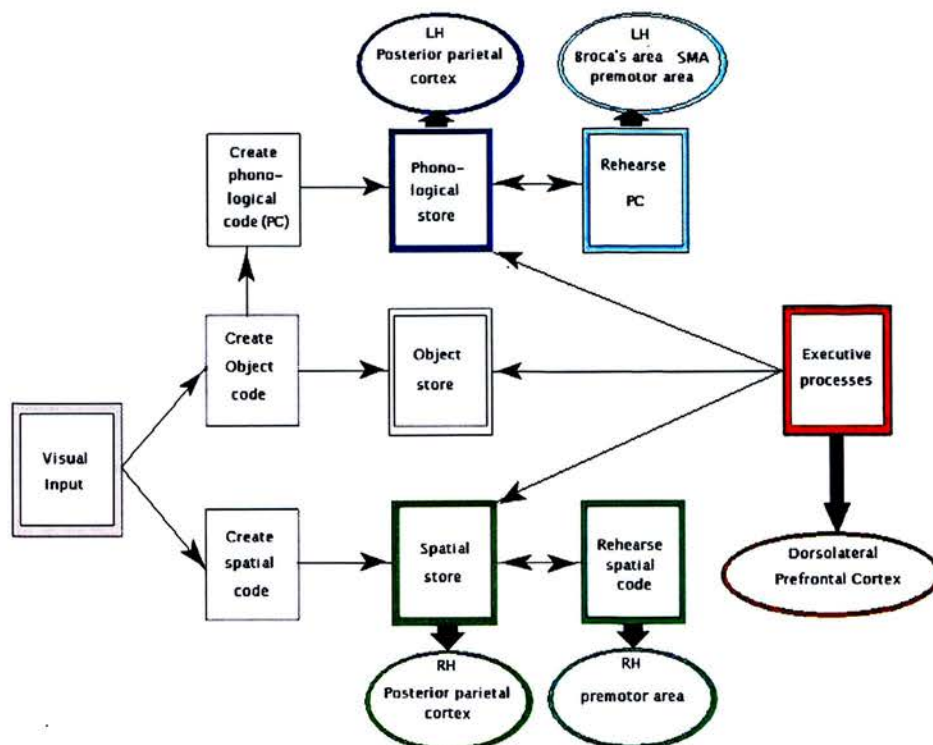 LH
Posterior parietal
cortex
LH
Broca's area SMA
premotor area
Create
phono-
logical
code (PC)
Phono-
logical
store
Rehearse
PC
Create
Object
code
Object
store
Executive
processes
Visual
Input
Create
spatial
code
Spatial
store
Rehearse
spatial
code
Dorsolateral
Prefrontal Cortex
RH
Posterior parietal
cortex
RH
premotor area